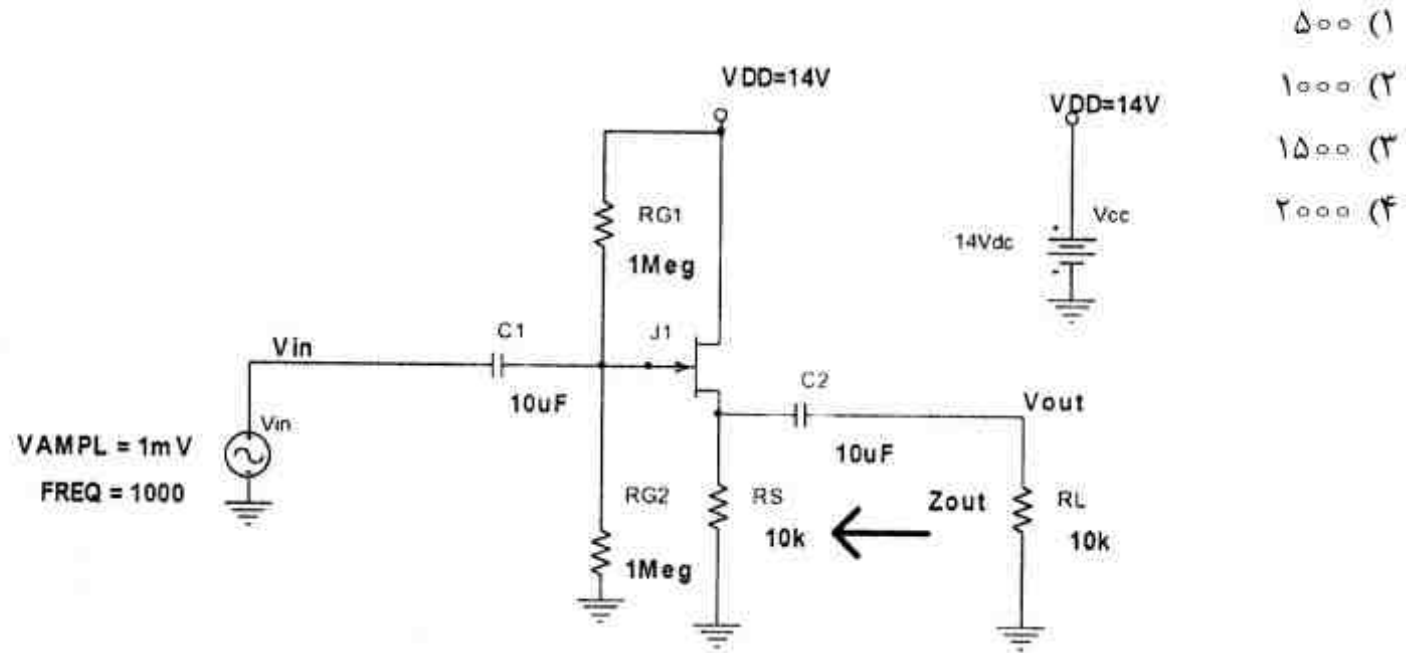 ۱) ۵۰۰
۲) ۱۰۰۰
۳) ۱۵۰۰
۴) ۲۰۰۰
VDD=14V
VDD=14V
RG1
1Meg
Vcc
14Vdc
Vin
C1
10uF
J1
C2
10uF
Vout
Vin
VAMPL = 1mV
FREQ = 1000
RG2
1Meg
RS
10k
Zout
RL
10k